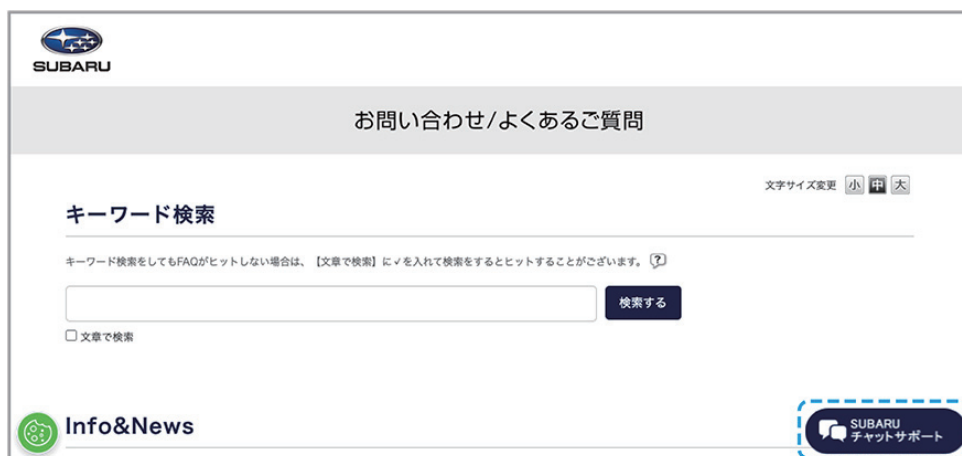 SUBARU
お問い合わせ/よくあるご質問
文字サイズ変更 小 中 大
キーワード検索
キーワード検索をしてもFAQがヒットしない場合は、【文章で検索】に✓を入れて検索をするとヒットすることがございます。 ?
検索する
文章で検索
Info&News
SUBARU
チャットサポート